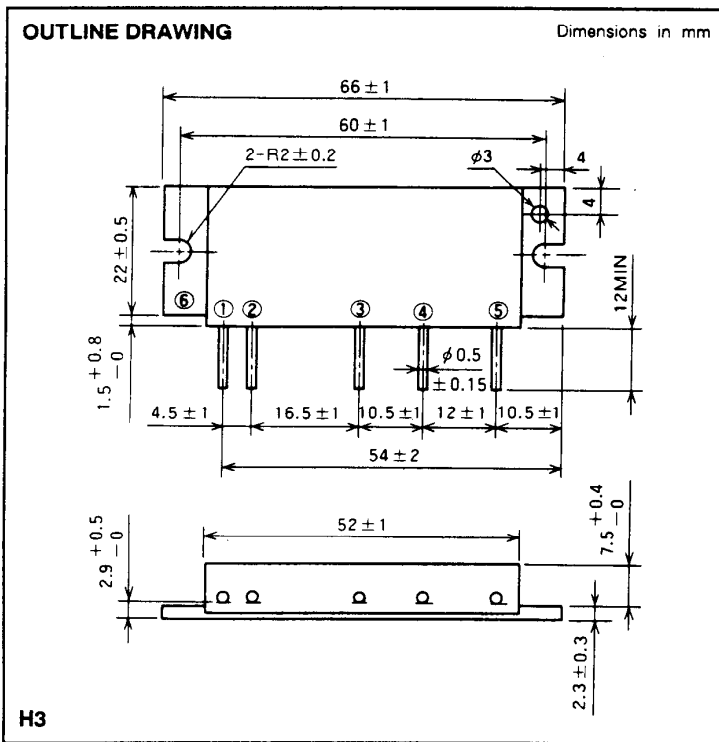 OUTLINE DRAWING
Dimensions in mm
66±1
60±1
2-R2±0.2
φ3
4
4
22±0.5
12MIN
⑥
① ② ③ ④ ⑤
φ0.5
±0.15
1.5 +0.8 -0
4.5±1 16.5±1 10.5±1 12±1 10.5±1
54±2
52±1
2.9 +0.5 -0
7.5 +0.4 -0
2.3±0.3
H3